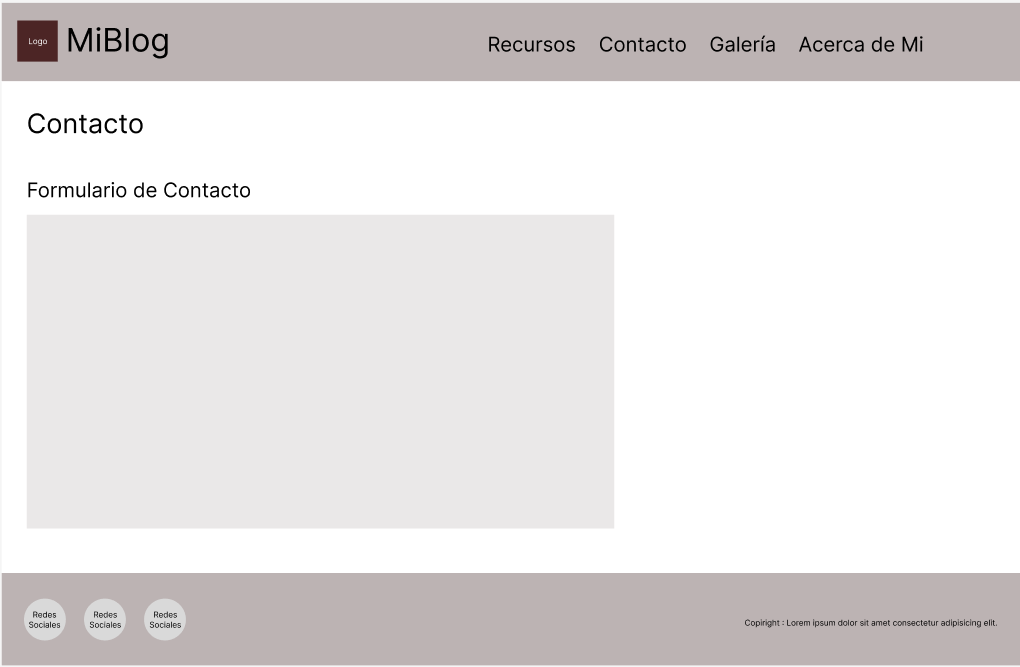 Logo
MiBlog
Recursos Contacto Galería Acerca de Mi
Contacto
Formulario de Contacto
Redes
Sociales
Redes
Sociales
Redes
Sociales
Copiright : Lorem ipsum dolor sit amet consectetur adipisicing elit.